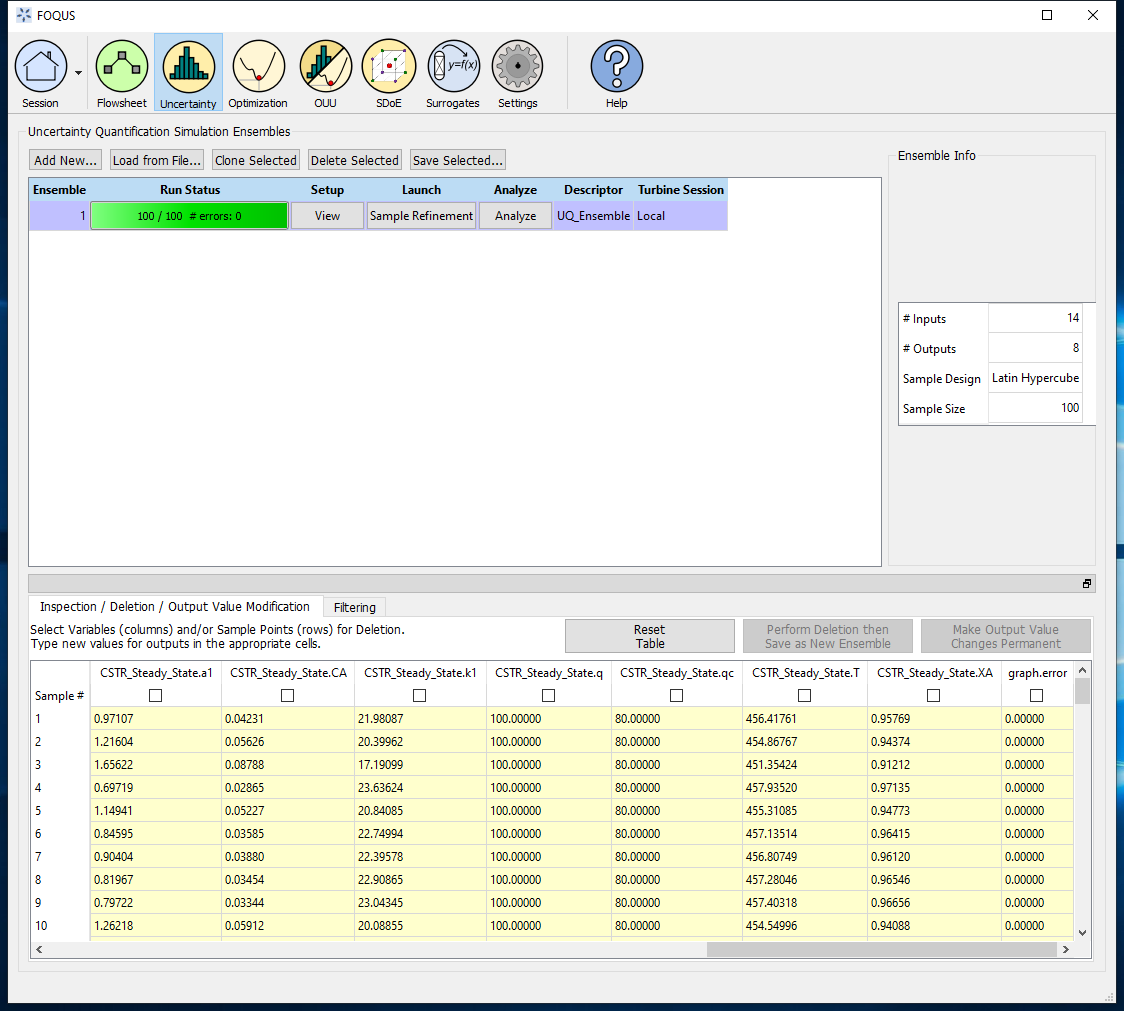 FOQUS
Session Flowsheet Uncertainty Optimization OUU SDoE y=f(x) Surrogates Settings Help
Uncertainty Quantification Simulation Ensembles
Add New... Load from File... Clone Selected Delete Selected Save Selected...
Ensemble Run Status Setup Launch Analyze Descriptor Turbine Session
1 100 / 100 # errors: 0 View Sample Refinement Analyze UQ_Ensemble Local
Ensemble Info
# Inputs 14
# Outputs 8
Sample Design Latin Hypercube
Sample Size 100
Inspection / Deletion / Output Value Modification Filtering
Select Variables (columns) and/or Sample Points (rows) for Deletion.
Type new values for outputs in the appropriate cells.
Reset
Table
Perform Deletion then
Save as New Ensemble
Make Output Value
Changes Permanent
CSTR_Steady_State.a1 CSTR_Steady_State.CA CSTR_Steady_State.k1 CSTR_Steady_State.q CSTR_Steady_State.qc CSTR_Steady_State.T CSTR_Steady_State.XA graph.error
Sample #
1 0.97107 0.04231 21.98087 100.00000 80.00000 456.41761 0.95769 0.00000
2 1.21604 0.05626 20.39962 100.00000 80.00000 454.86767 0.94374 0.00000
3 1.65622 0.08788 17.19099 100.00000 80.00000 451.35424 0.91212 0.00000
4 0.69719 0.02865 23.63624 100.00000 80.00000 457.93520 0.97135 0.00000
5 1.14941 0.05227 20.84085 100.00000 80.00000 455.31085 0.94773 0.00000
6 0.84595 0.03585 22.74994 100.00000 80.00000 457.13514 0.96415 0.00000
7 0.90404 0.03880 22.39578 100.00000 80.00000 456.80749 0.96120 0.00000
8 0.81967 0.03454 22.90865 100.00000 80.00000 457.28046 0.96546 0.00000
9 0.79722 0.03344 23.04345 100.00000 80.00000 457.40318 0.96656 0.00000
10 1.26218 0.05912 20.08855 100.00000 80.00000 454.54996 0.94088 0.00000